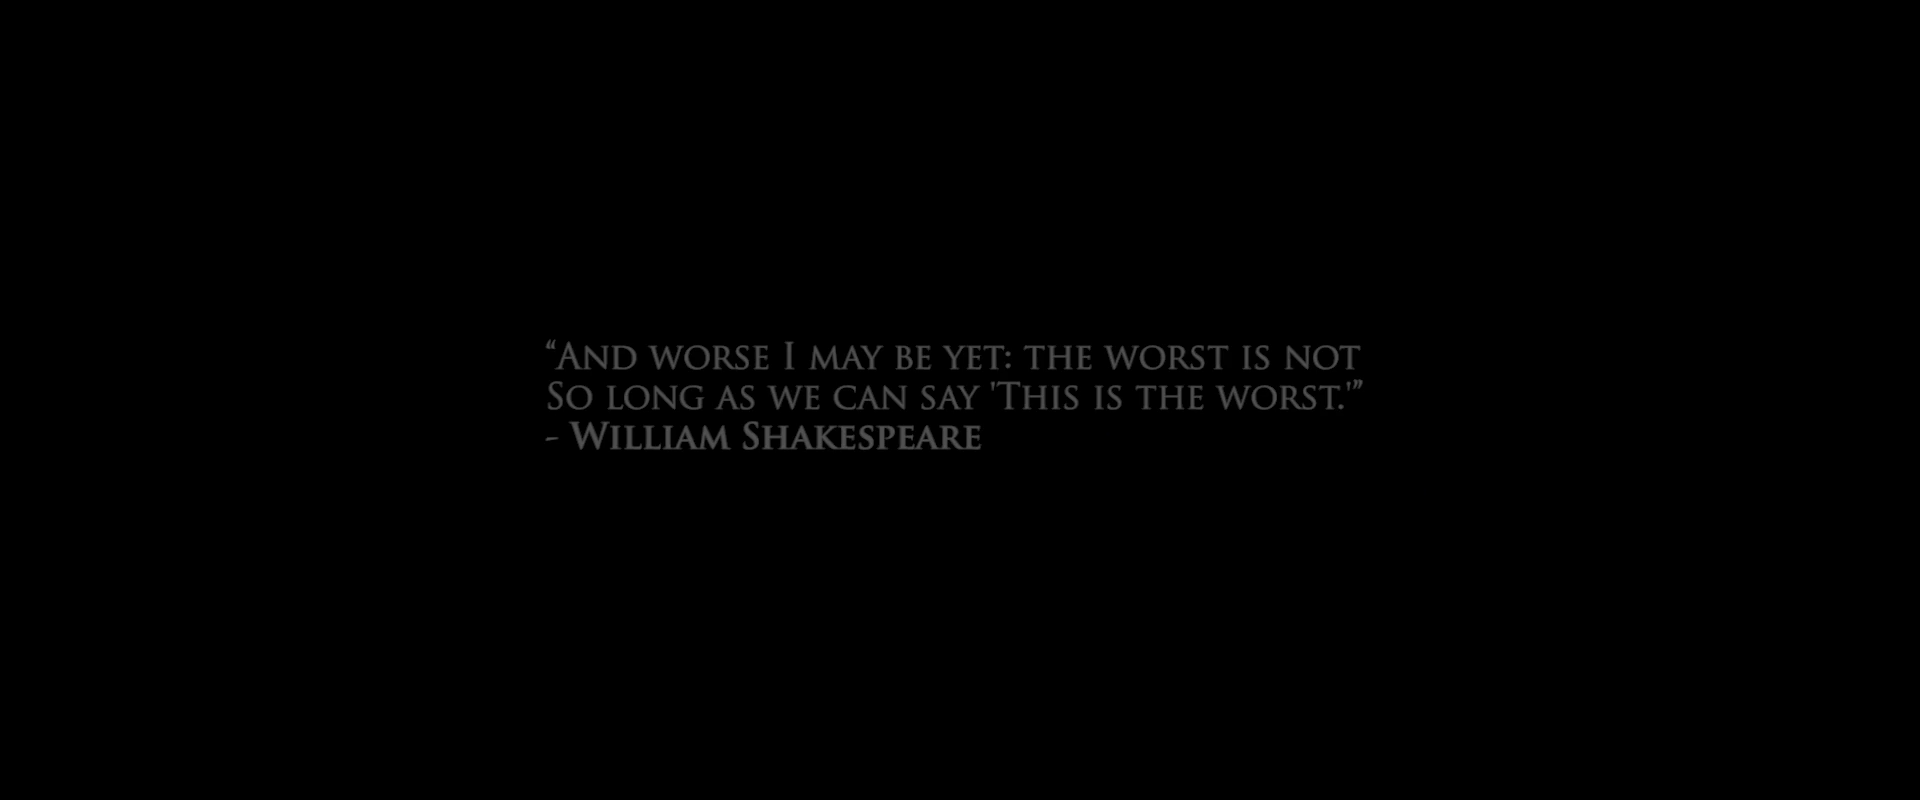 “And worse I may be yet: the worst is not
So long as we can say 'This is the worst.'”
- William Shakespeare